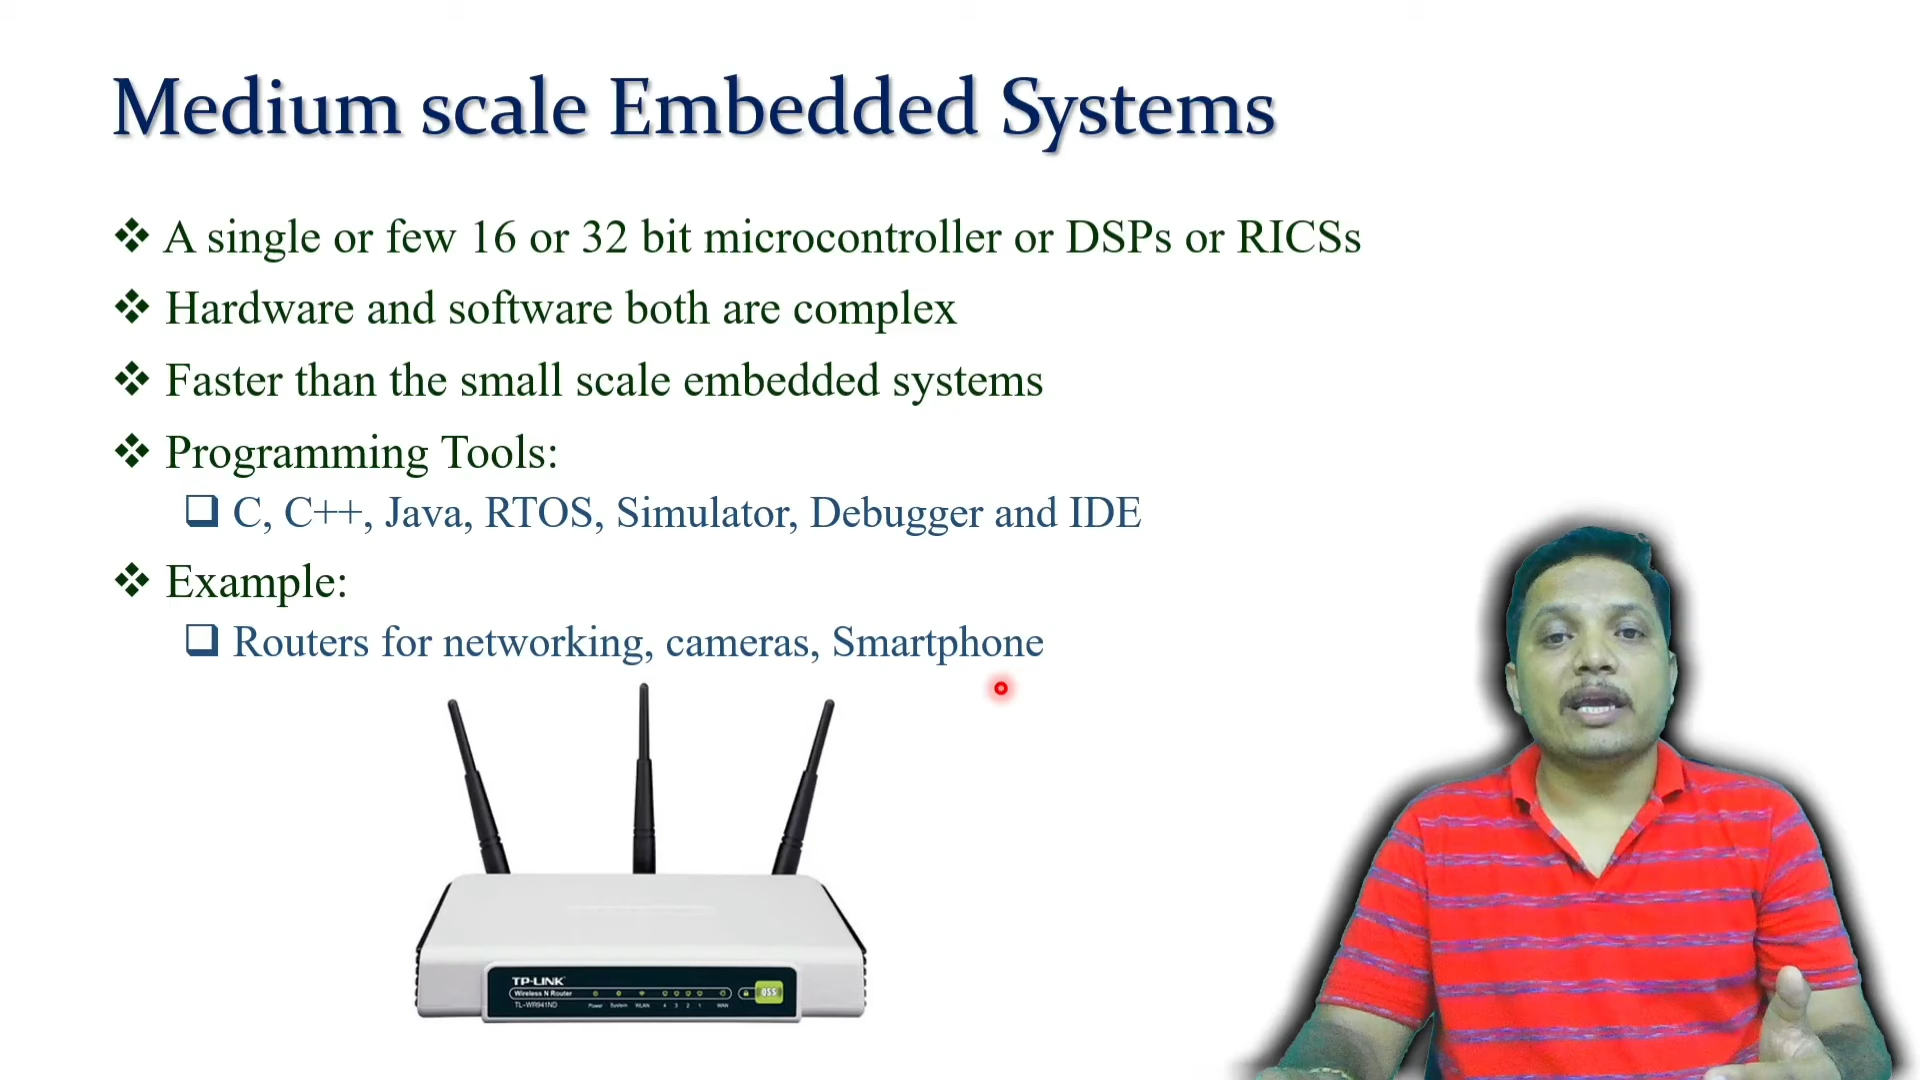 Medium scale Embedded Systems
A single or few 16 or 32 bit microcontroller or DSPs or RICSs
Hardware and software both are complex
Faster than the small scale embedded systems
Programming Tools:
C, C++, Java, RTOS, Simulator, Debugger and IDE
Example:
Routers for networking, cameras, Smartphone
TP-LINK
Wireless N Router
TL-WR941ND
Power System WLAN 4 3 2 1 WAN
QSS